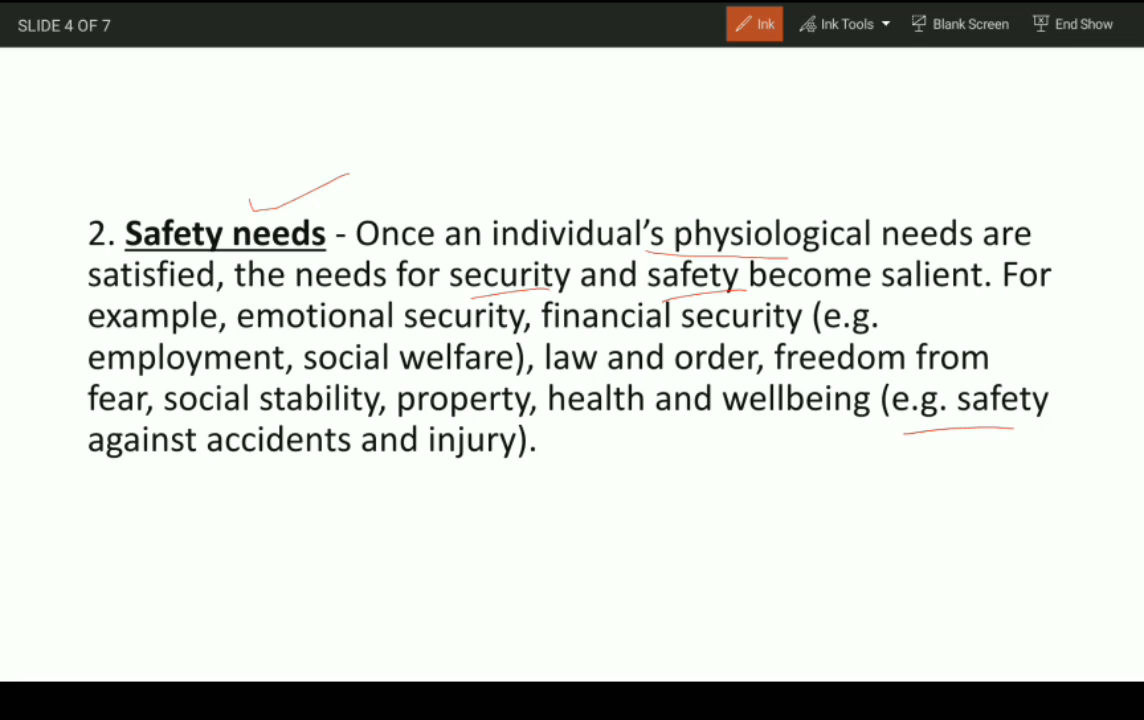 SLIDE 4 OF 7
Ink
Ink Tools
Blank Screen
End Show
2. Safety needs - Once an individual’s physiological needs are
satisfied, the needs for security and safety become salient. For
example, emotional security, financial security (e.g.
employment, social welfare), law and order, freedom from
fear, social stability, property, health and wellbeing (e.g. safety
against accidents and injury).